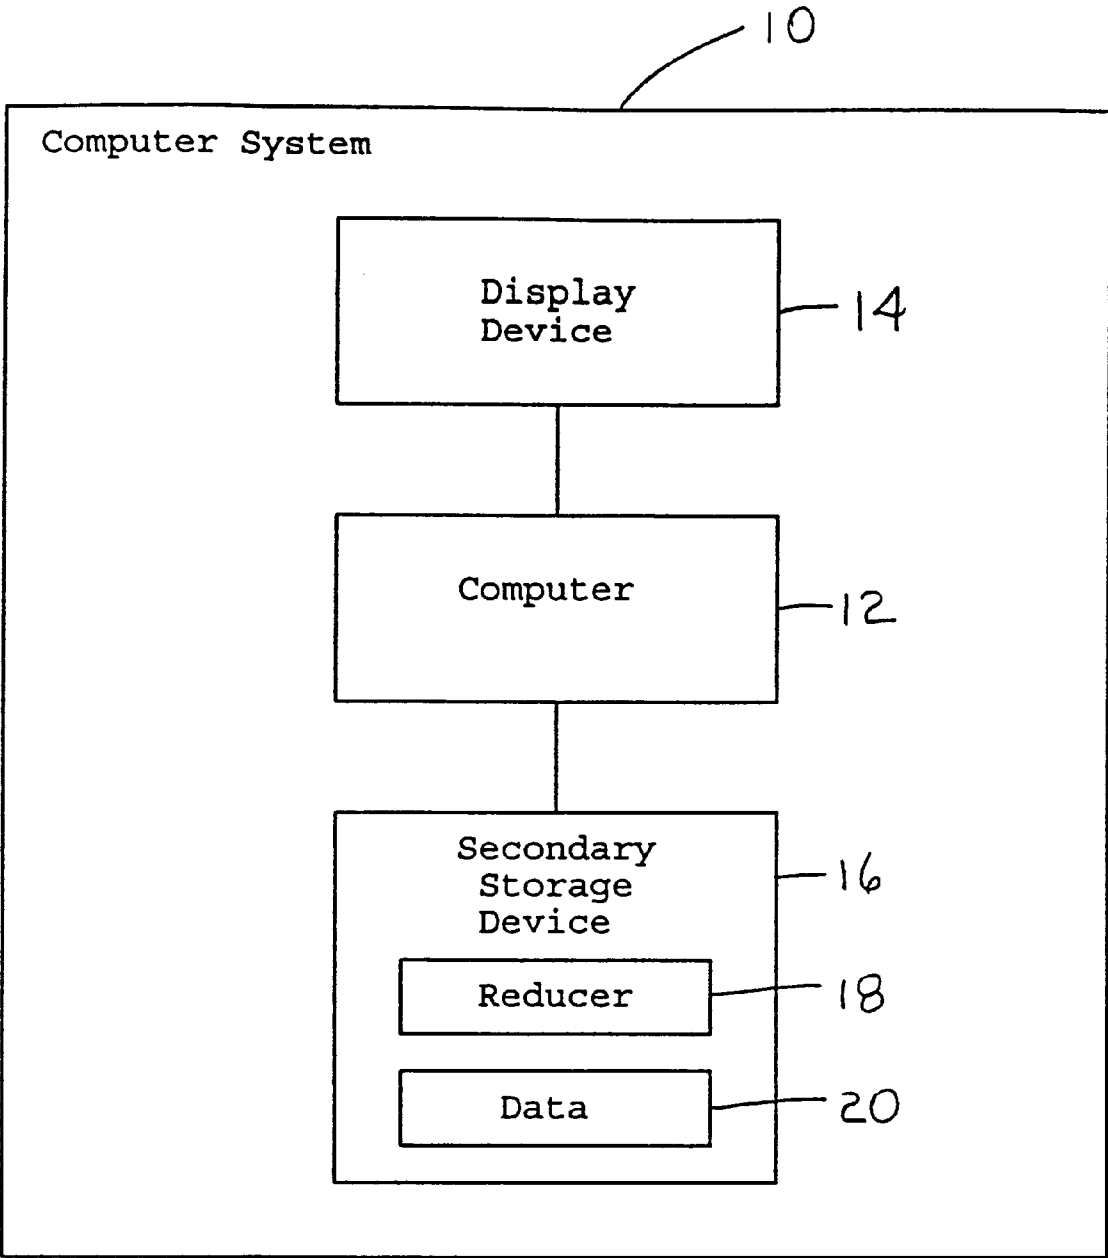 10
Computer System
Display
Device
14
Computer
12
Secondary
Storage
Device
16
Reducer
18
Data
20